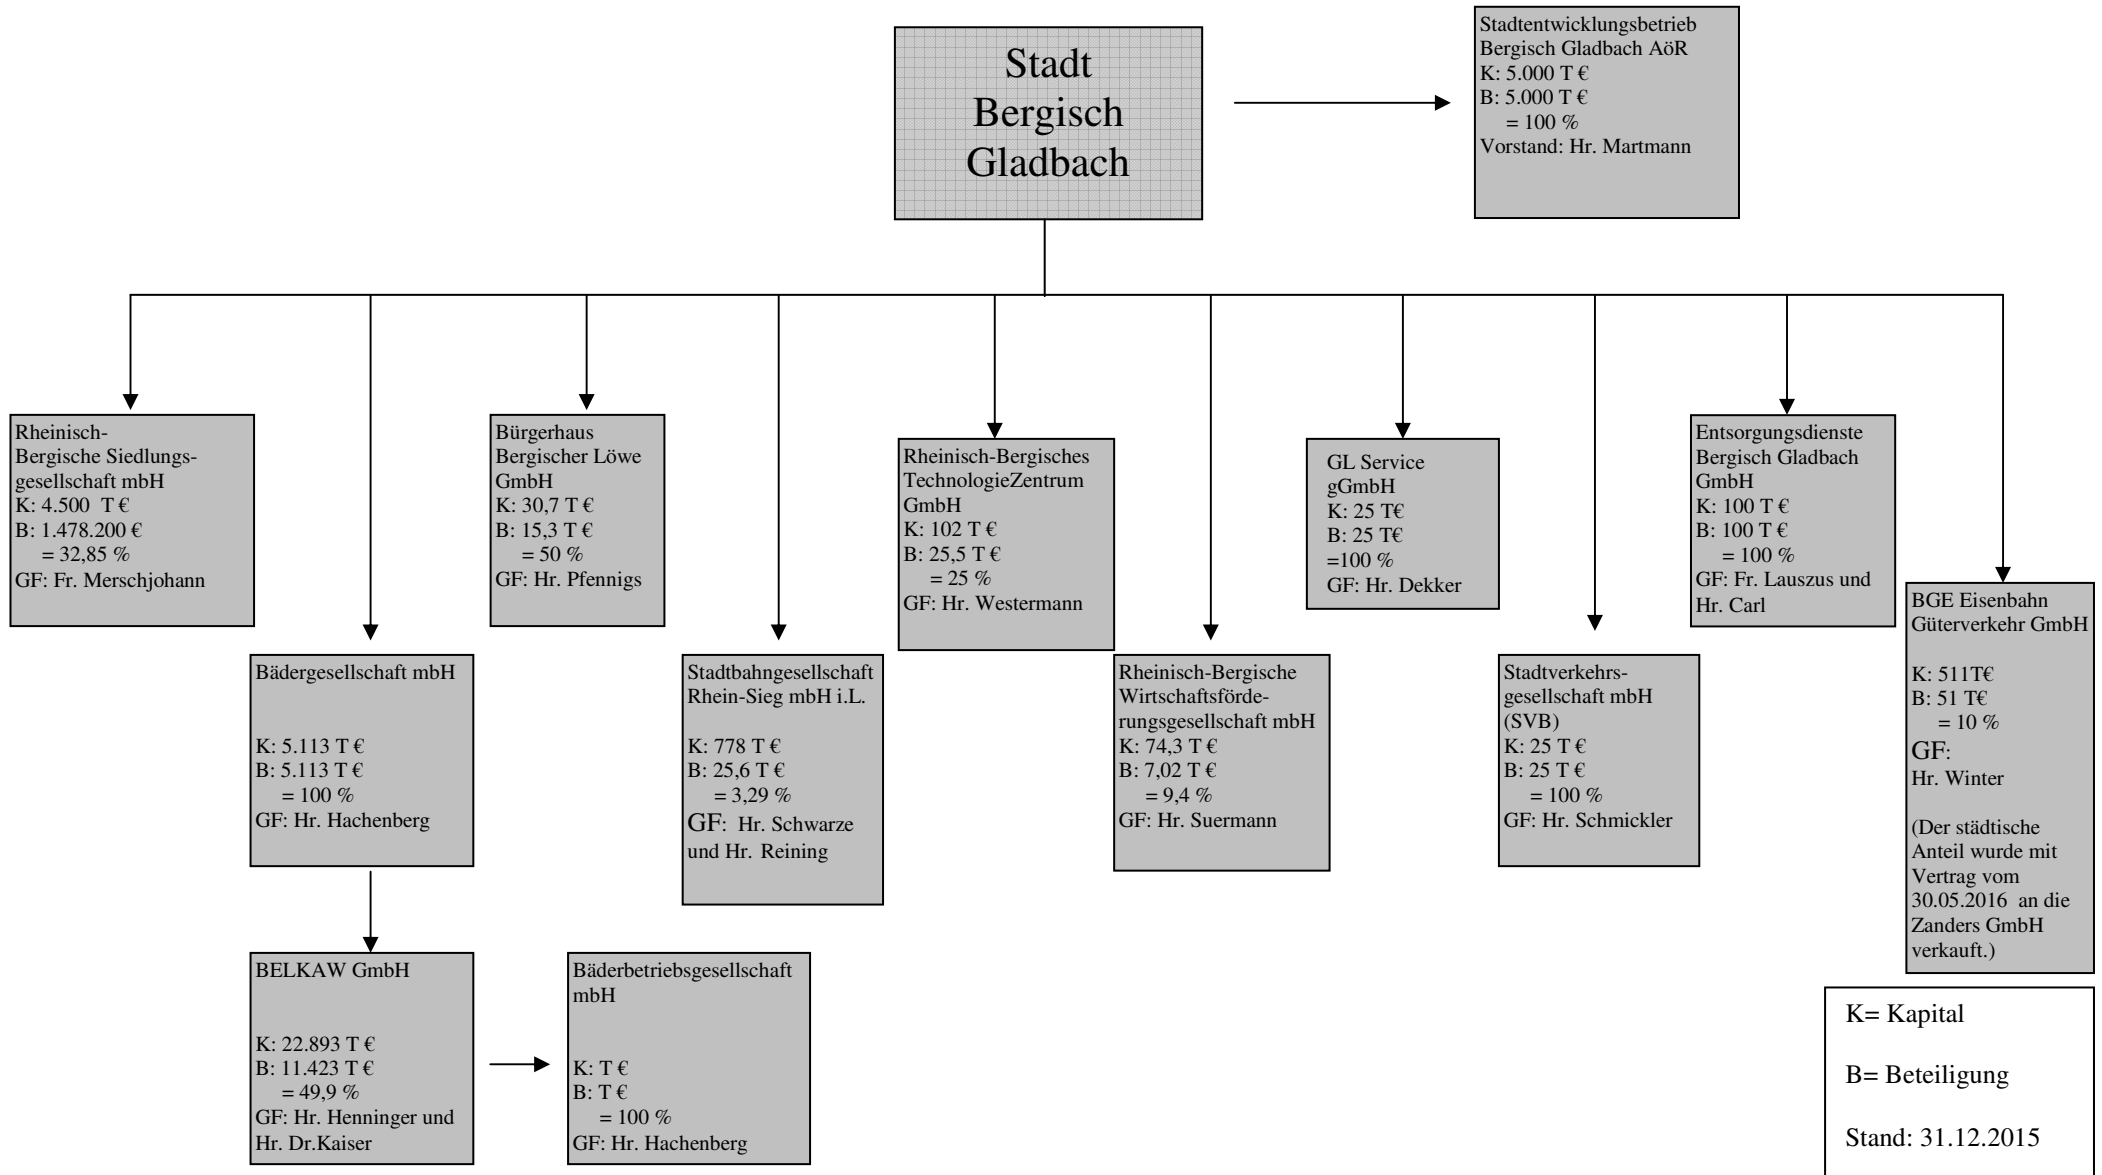 Stadt
Bergisch
Gladbach
Stadtentwicklungsbetrieb
Bergisch Gladbach AöR
K: 5.000 T €
B: 5.000 T €
= 100 %
Vorstand: Hr. Martmann
Rheinisch-
Bergische Siedlungs-
gesellschaft mbH
K: 4.500 T €
B: 1.478.200 €
= 32,85 %
GF: Fr. Merschjohann
Bürgerhaus
Bergischer Löwe
GmbH
K: 30,7 T €
B: 15,3 T €
= 50 %
GF: Hr. Pfennigs
Rheinisch-Bergisches
TechnologieZentrum
GmbH
K: 102 T €
B: 25,5 T €
= 25 %
GF: Hr. Westermann
GL Service
gGmbH
K: 25 T€
B: 25 T€
=100 %
GF: Hr. Dekker
Entsorgungsdienste
Bergisch Gladbach
GmbH
K: 100 T €
B: 100 T €
= 100 %
GF: Fr. Lauszus und
Hr. Carl
BGE Eisenbahn
Güterverkehr GmbH
K: 511T€
B: 51 T€
= 10 %
GF:
Hr. Winter
(Der städtische
Anteil wurde mit
Vertrag vom
30.05.2016 an die
Zanders GmbH
verkauft.)
Bädergesellschaft mbH
K: 5.113 T €
B: 5.113 T €
= 100 %
GF: Hr. Hachenberg
Stadtbahngesellschaft
Rhein-Sieg mbH i.L.
K: 778 T €
B: 25,6 T €
= 3,29 %
GF: Hr. Schwarze
und Hr. Reining
Rheinisch-Bergische
Wirtschaftsförde-
rungsgesellschaft mbH
K: 74,3 T €
B: 7,02 T €
= 9,4 %
GF: Hr. Suermann
Stadtverkehrs-
gesellschaft mbH
(SVB)
K: 25 T €
B: 25 T €
= 100 %
GF: Hr. Schmickler
BELKAW GmbH
K: 22.893 T €
B: 11.423 T €
= 49,9 %
GF: Hr. Henninger und
Hr. Dr.Kaiser
Bäderbetriebsgesellschaft
mbH
K: T €
B: T €
= 100 %
GF: Hr. Hachenberg
K= Kapital
B= Beteiligung
Stand: 31.12.2015